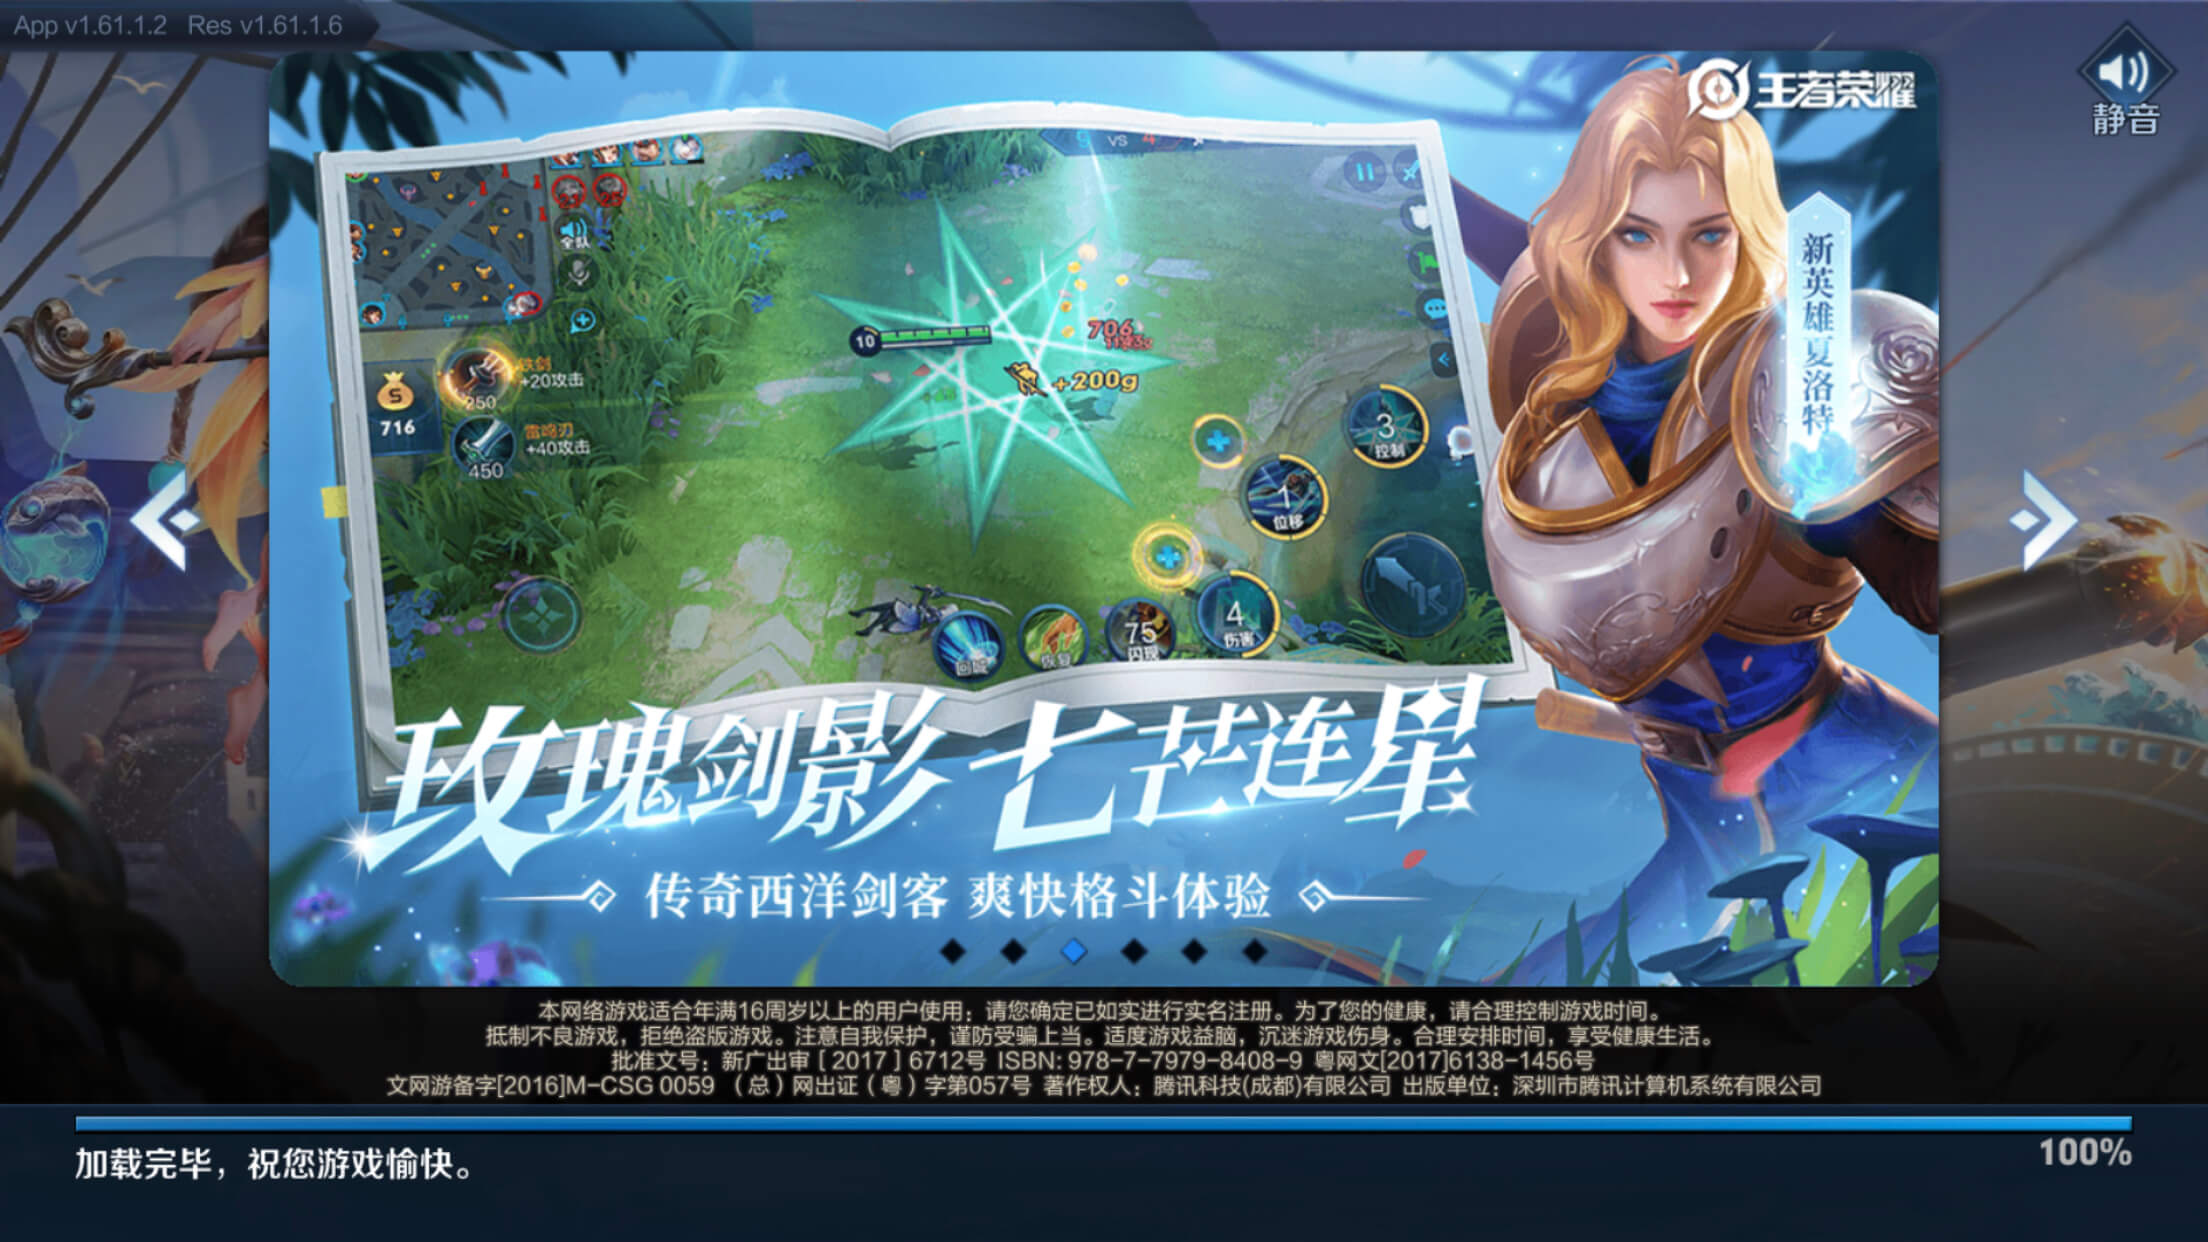 App v1.61.1.2 Res v1.61.1.6
静音
王者荣耀
新英雄夏洛特
VS
23
25
全队
铁剑
+20攻击
250
716
雷鸣刃
+40攻击
450
10
706
+200g
3
控制
1
位移
4
伤害
75
闪现
恢复
回城
玫瑰剑影 七芒连星
传奇西洋剑客 爽快格斗体验
本网络游戏适合年满16周岁以上的用户使用;请您确定已如实进行实名注册。为了您的健康,请合理控制游戏时间。
抵制不良游戏,拒绝盗版游戏。注意自我保护,谨防受骗上当。适度游戏益脑,沉迷游戏伤身。合理安排时间,享受健康生活。
批准文号:新广出审[2017]6712号 ISBN: 978-7-7979-8408-9 粤网文[2017]6138-1456号
文网游备字[2016]M-CSG 0059 (总)网出证(粤)字第057号 著作权人:腾讯科技(成都)有限公司 出版单位:深圳市腾讯计算机系统有限公司
加载完毕,祝您游戏愉快。
100%